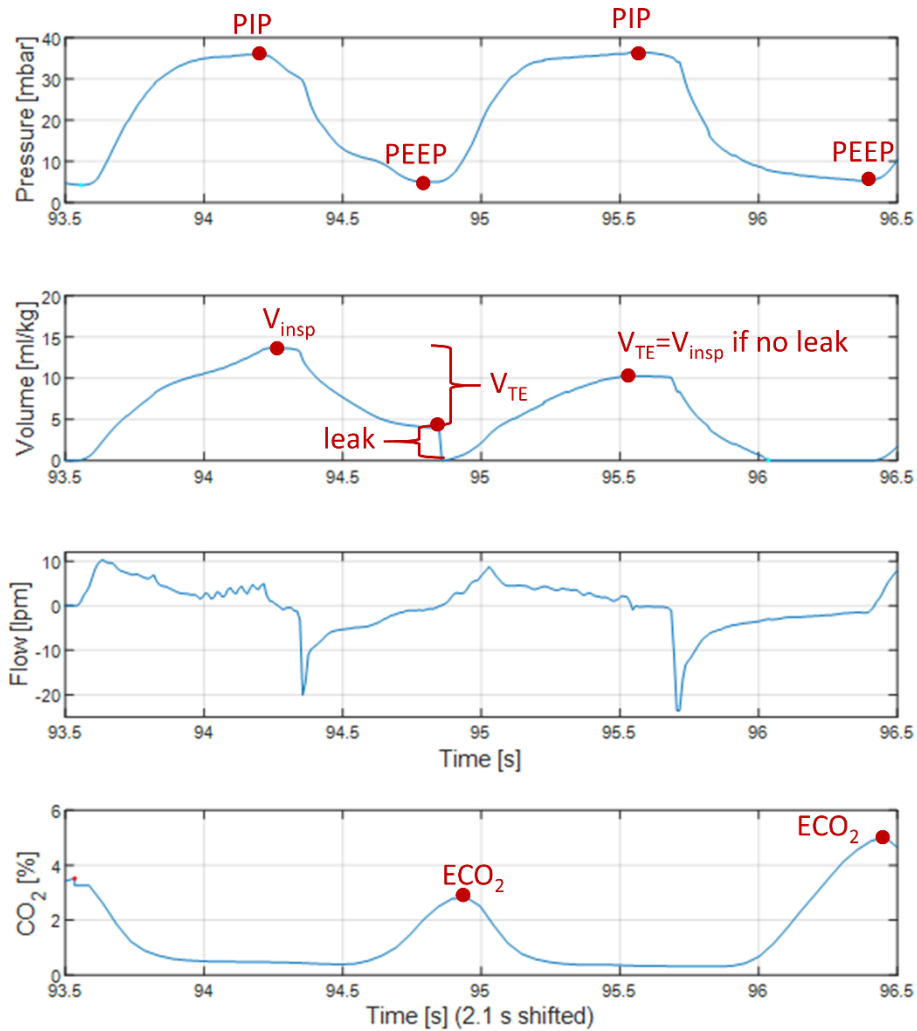 PIP
PIP
PEEP
PEEP
Pressure [mbar]
40
30
20
10
0
93.5 94 94.5 95 95.5 96 96.5
V_insp
V_TE=V_insp if no leak
V_TE
leak
Volume [ml/kg]
20
15
10
5
0
93.5 94 94.5 95 95.5 96 96.5
Flow [lpm]
10
0
-10
-20
93.5 94 94.5 95 95.5 96 96.5
Time [s]
ECO₂
ECO₂
CO₂ [%]
6
4
2
0
93.5 94 94.5 95 95.5 96 96.5
Time [s] (2.1 s shifted)